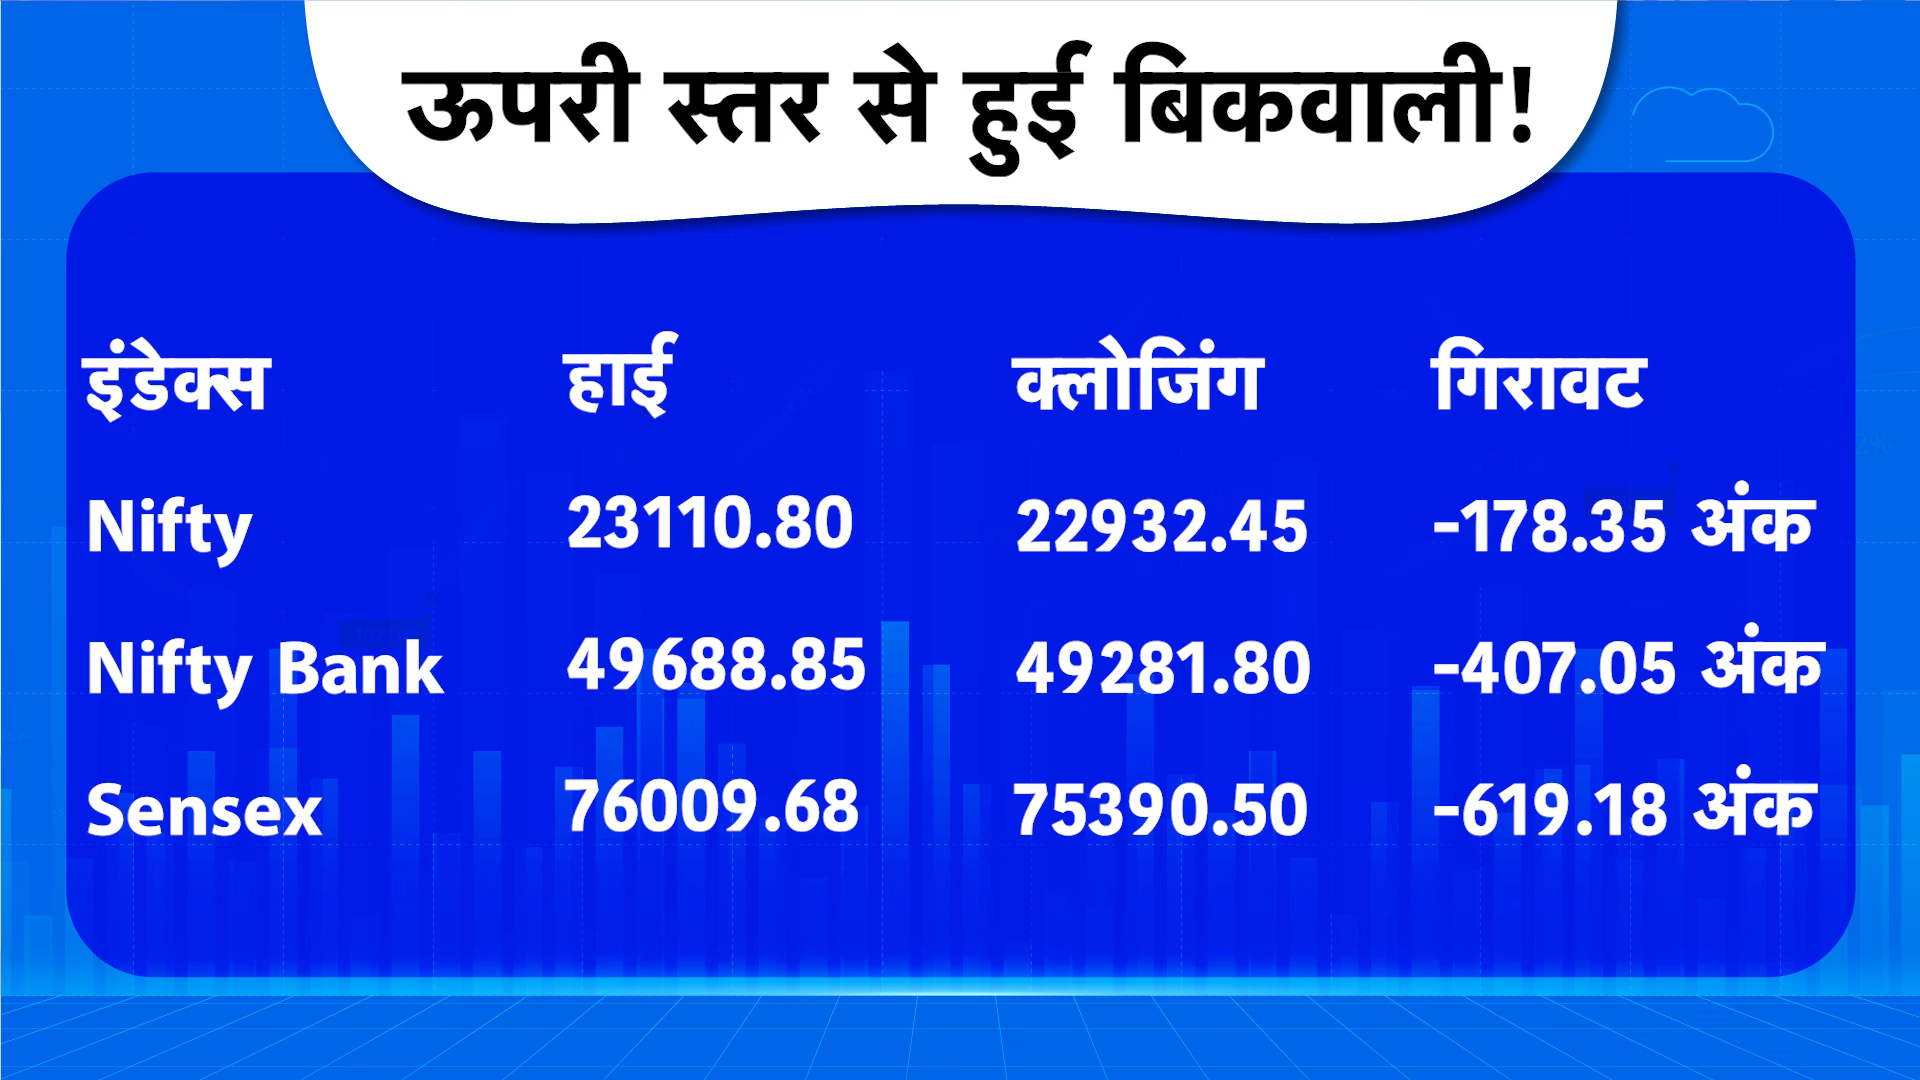 ऊपरी स्तर से हुई बिकवाली!
इंडेक्स हाई क्लोजिंग गिरावट
Nifty 23110.80 22932.45 -178.35 अंक
Nifty Bank 49688.85 49281.80 -407.05 अंक
Sensex 76009.68 75390.50 -619.18 अंक